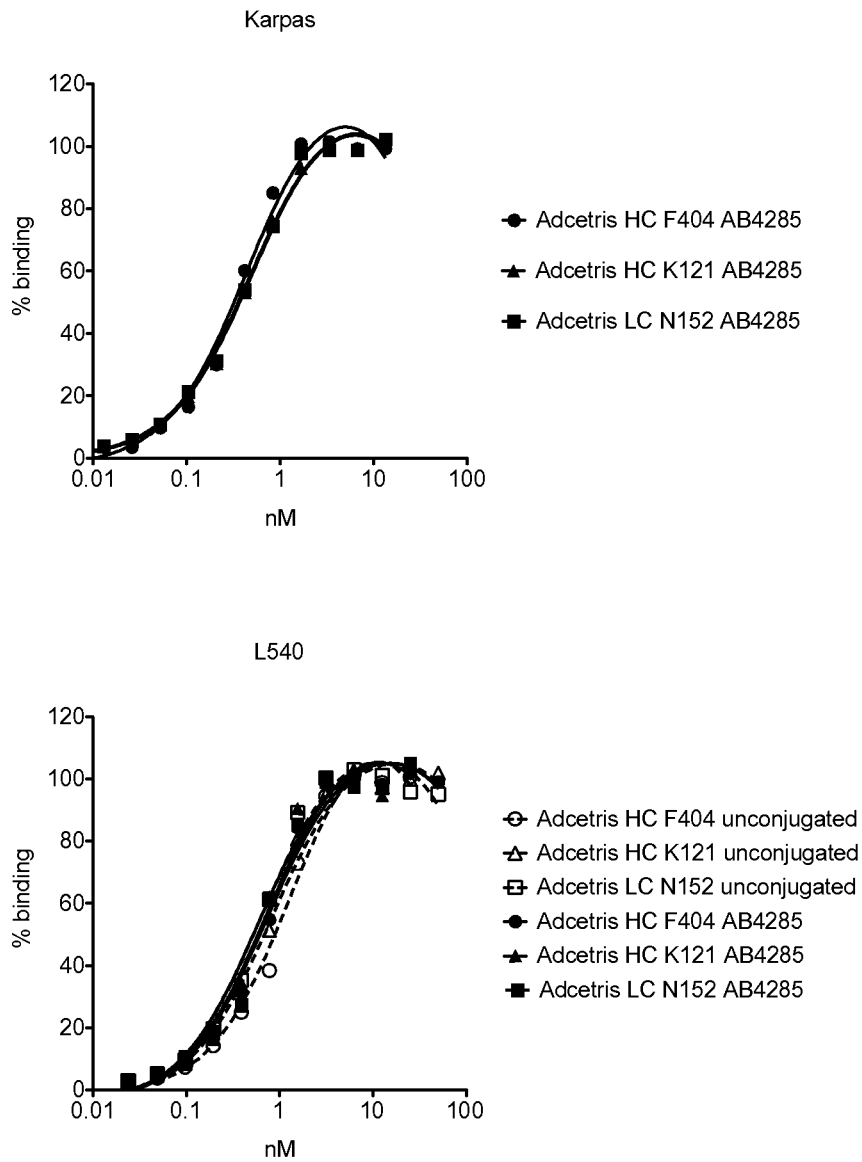 Karpas
120
100
80
60
40
20
0
% binding
0.01 0.1 1 10 100
nM
Adcetris HC F404 AB4285
Adcetris HC K121 AB4285
Adcetris LC N152 AB4285
L540
120
100
80
60
40
20
0
% binding
0.01 0.1 1 10 100
nM
Adcetris HC F404 unconjugated
Adcetris HC K121 unconjugated
Adcetris LC N152 unconjugated
Adcetris HC F404 AB4285
Adcetris HC K121 AB4285
Adcetris LC N152 AB4285